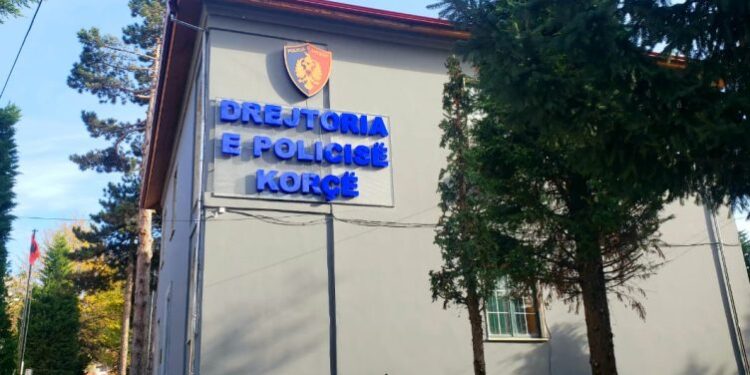 DREJTORIA
E POLICISË
KORÇË